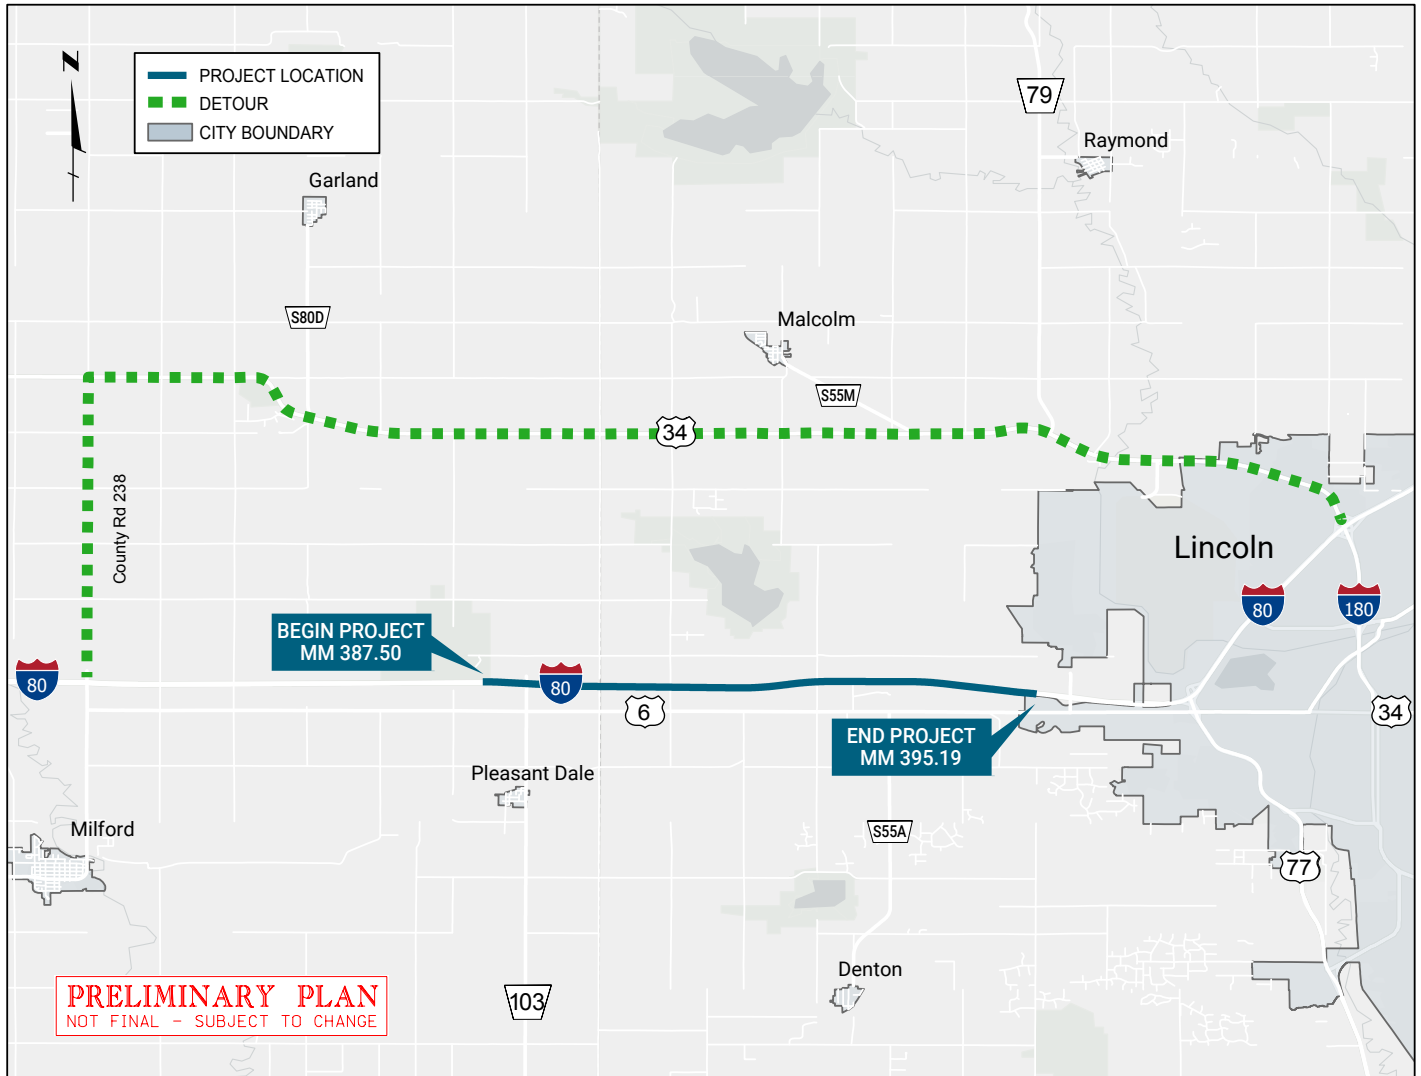 N
PROJECT LOCATION
DETOUR
CITY BOUNDARY
79
Raymond
Garland
S80D
Malcolm
S55M
34
County Rd 238
Lincoln
80
180
BEGIN PROJECT
MM 387.50
80
80
6
34
END PROJECT
MM 395.19
Pleasant Dale
Milford
S55A
77
Denton
103
PRELIMINARY PLAN
NOT FINAL - SUBJECT TO CHANGE